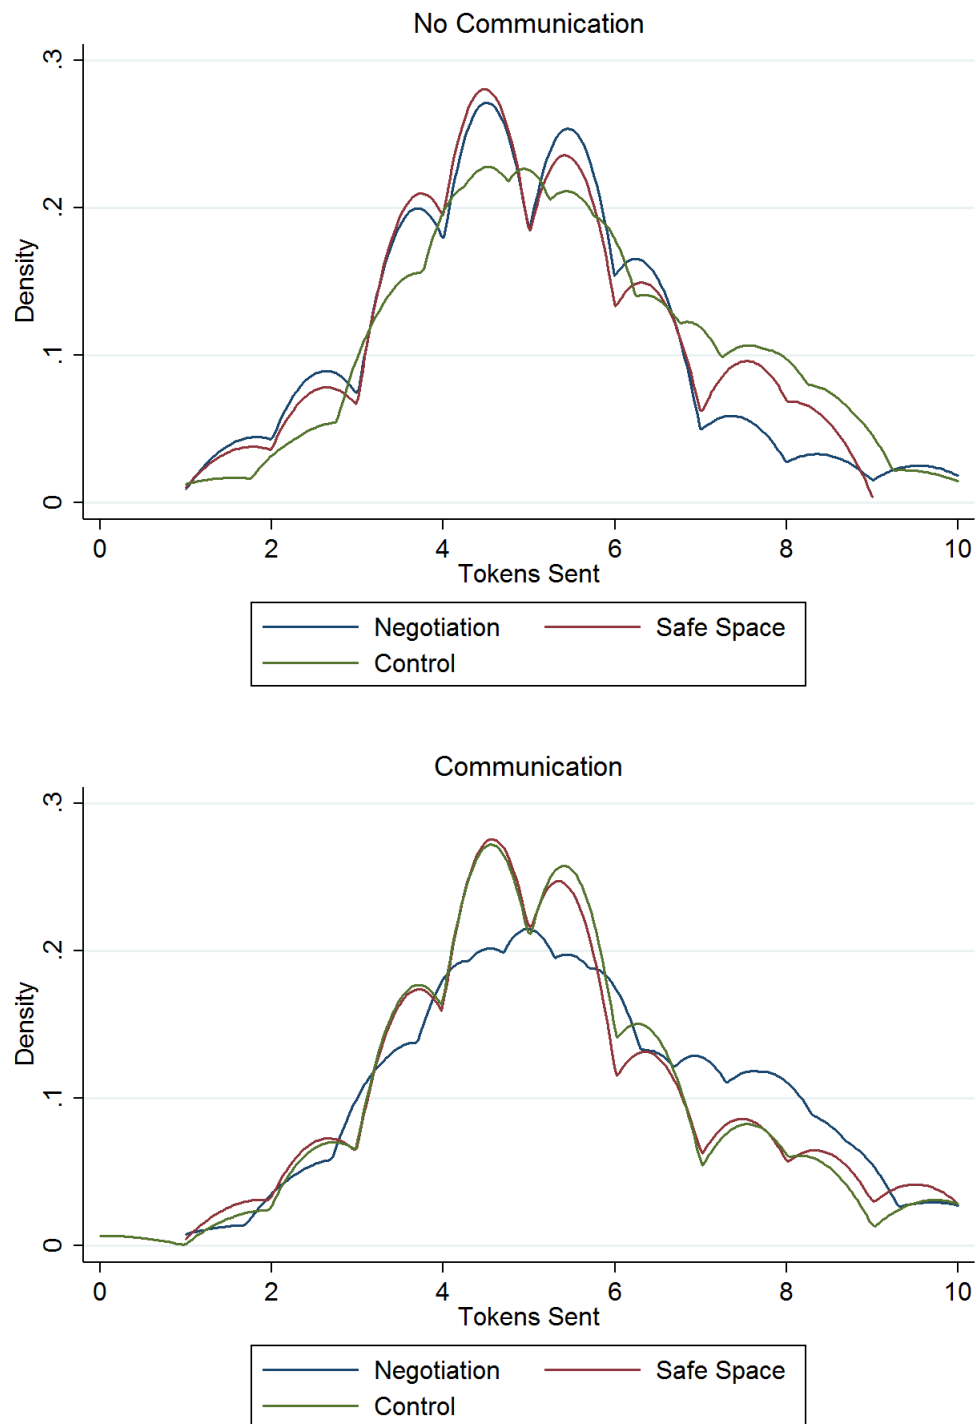 No Communication
Density
.3
.2
.1
0
0 2 4 6 8 10
Tokens Sent
Negotiation Safe Space
Control
Communication
Density
.3
.2
.1
0
0 2 4 6 8 10
Tokens Sent
Negotiation Safe Space
Control